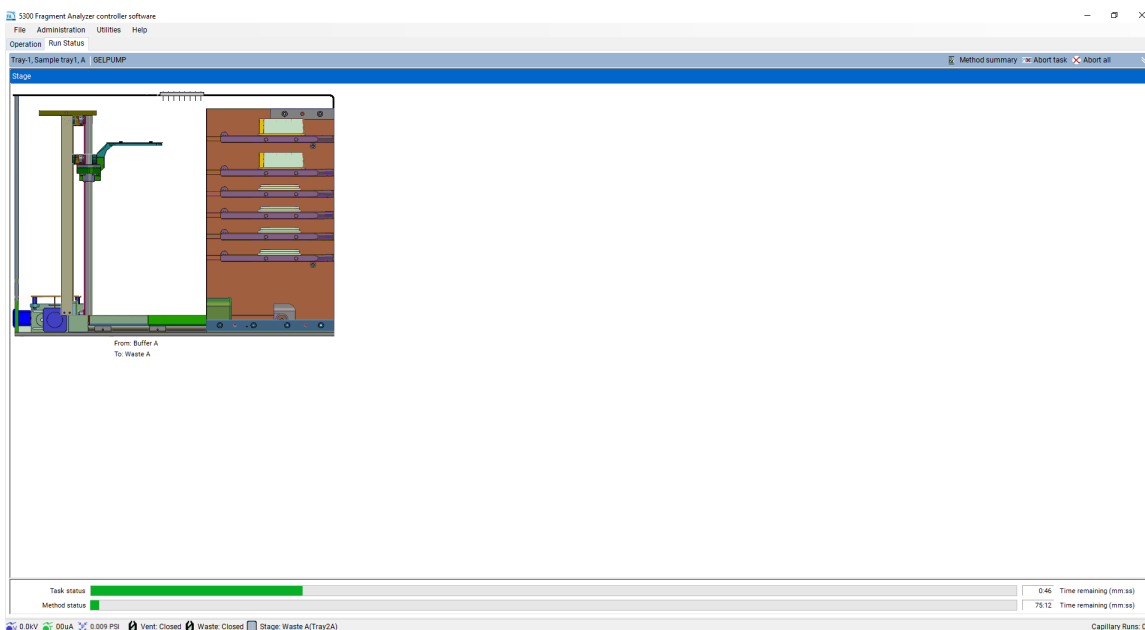 5300 Fragment Analyzer controller software
File Administration Utilities Help
Operation Run Status
Tray-1, Sample tray1, A GELPUMP Method summary Abort task Abort all
Stage
From: Buffer A
To: Waste A
Task status 0:46 Time remaining (mm:ss)
Method status 75:12 Time remaining (mm:ss)
0.0kV 00uA 0.009 PSI Vent: Closed Waste: Closed Stage: Waste A(Tray2A) Capillary Runs: